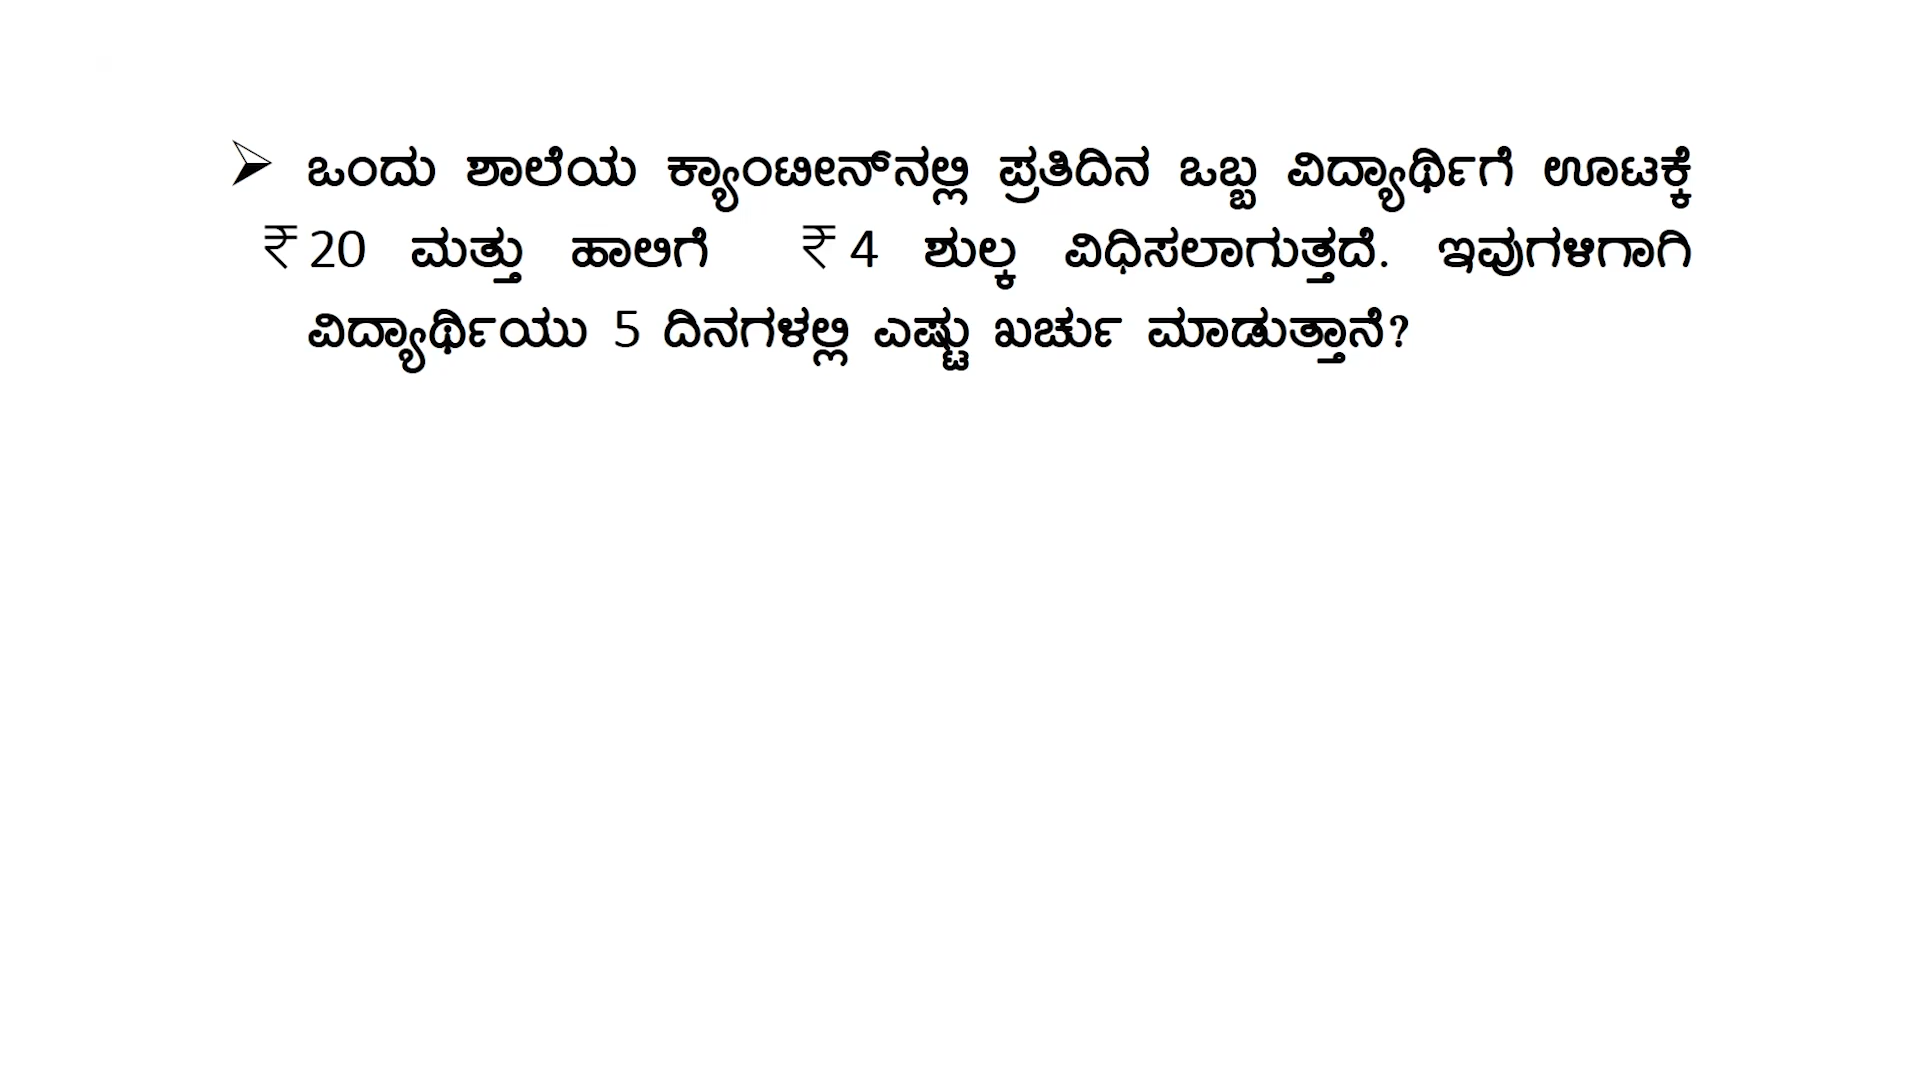 ➢ ಒಂದು ಶಾಲೆಯ ಕ್ಯಾಂಟೀನ್‌ನಲ್ಲಿ ಪ್ರತಿದಿನ ಒಬ್ಬ ವಿದ್ಯಾರ್ಥಿಗೆ ಊಟಕ್ಕೆ
₹20 ಮತ್ತು ಹಾಲಿಗೆ ₹4 ಶುಲ್ಕ ವಿಧಿಸಲಾಗುತ್ತದೆ. ಇವುಗಳಿಗಾಗಿ
ವಿದ್ಯಾರ್ಥಿಯು 5 ದಿನಗಳಲ್ಲಿ ಎಷ್ಟು ಖರ್ಚು ಮಾಡುತ್ತಾನೆ?